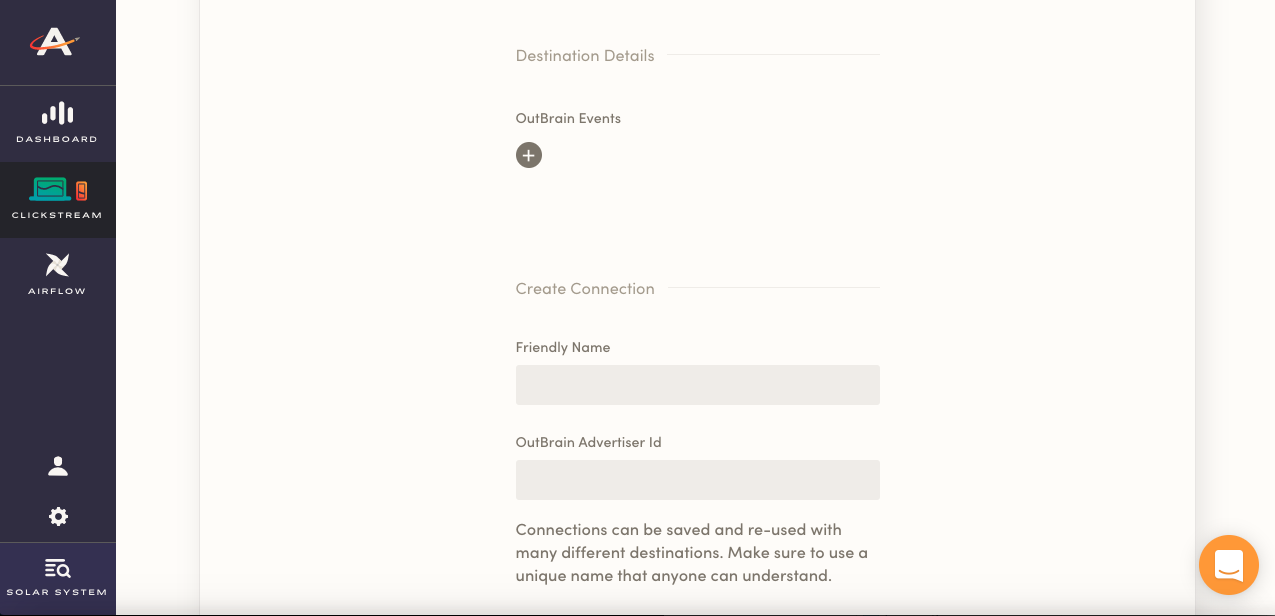 DASHBOARD
CLICKSTREAM
AIRFLOW
SOLAR SYSTEM
Destination Details
OutBrain Events
Create Connection
Friendly Name
OutBrain Advertiser Id
Connections can be saved and re-used with
many different destinations. Make sure to use a
unique name that anyone can understand.